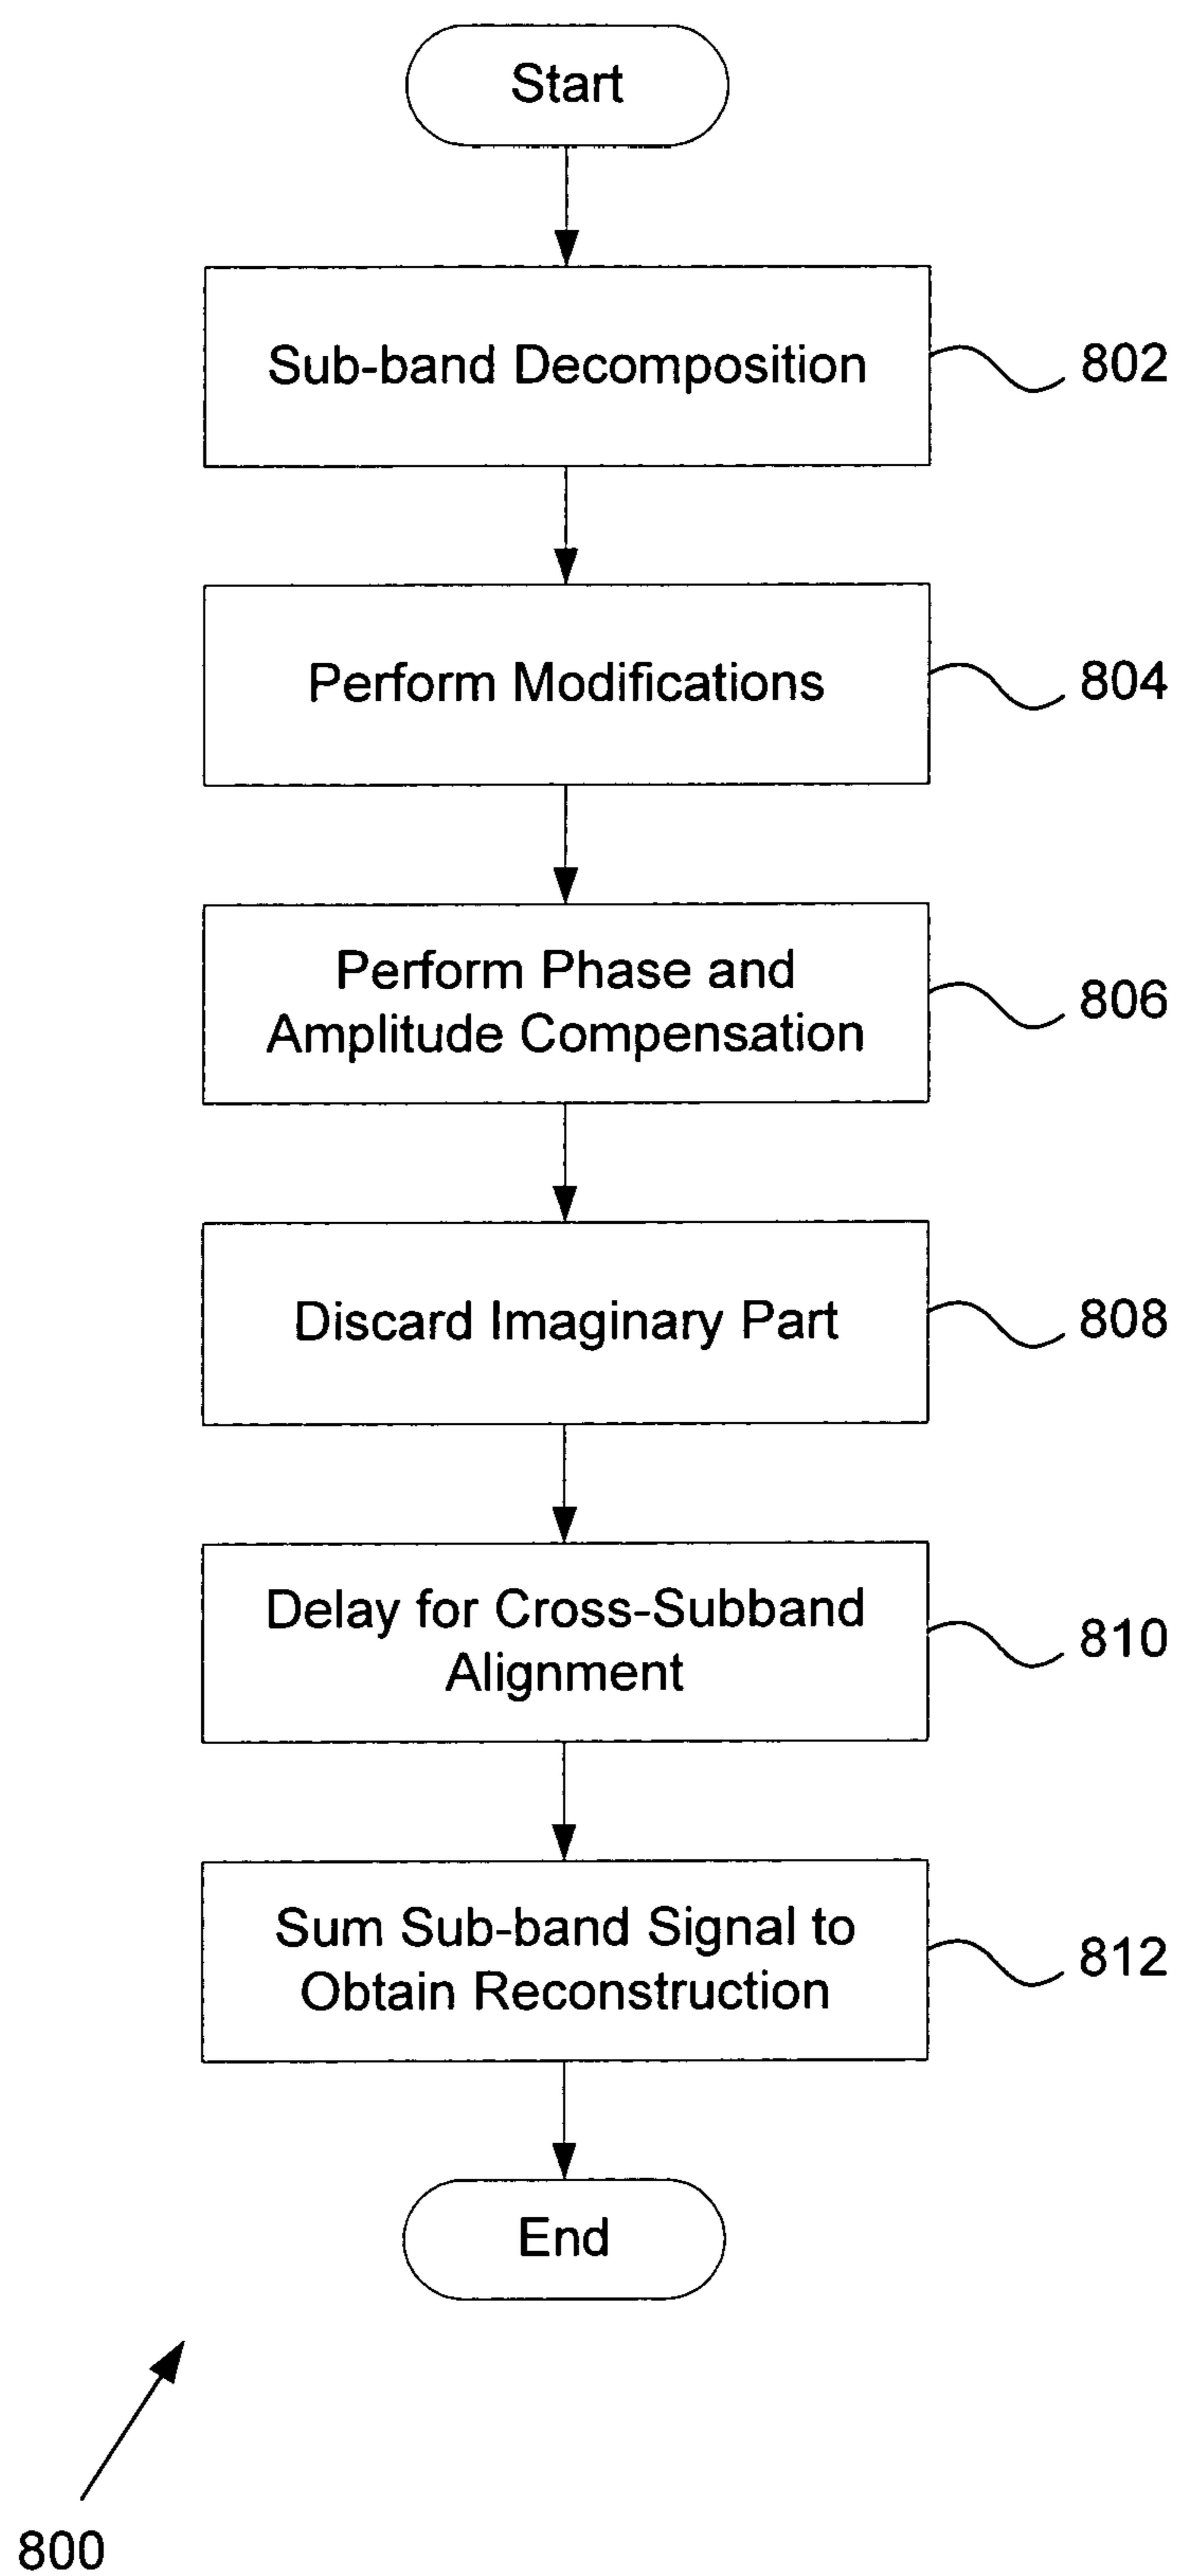 Start
Sub-band Decomposition
802
Perform Modifications
804
Perform Phase and
Amplitude Compensation
806
Discard Imaginary Part
808
Delay for Cross-Subband
Alignment
810
Sum Sub-band Signal to
Obtain Reconstruction
812
End
800